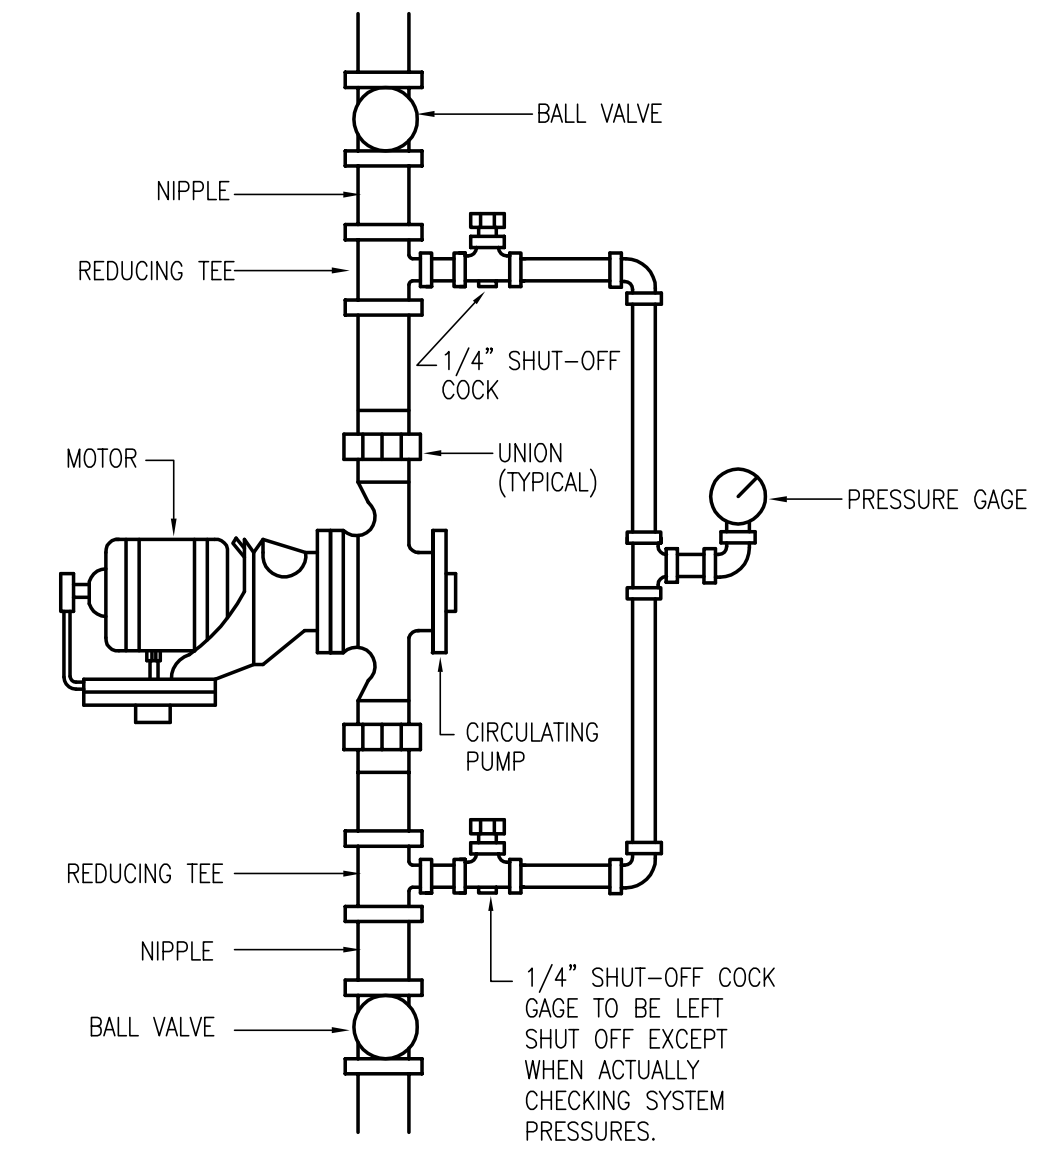 BALL VALVE
NIPPLE
REDUCING TEE
1/4” SHUT-OFF
COCK
MOTOR
UNION
(TYPICAL)
PRESSURE GAGE
CIRCULATING
PUMP
REDUCING TEE
NIPPLE
BALL VALVE
1/4” SHUT-OFF COCK
GAGE TO BE LEFT
SHUT OFF EXCEPT
WHEN ACTUALLY
CHECKING SYSTEM
PRESSURES.